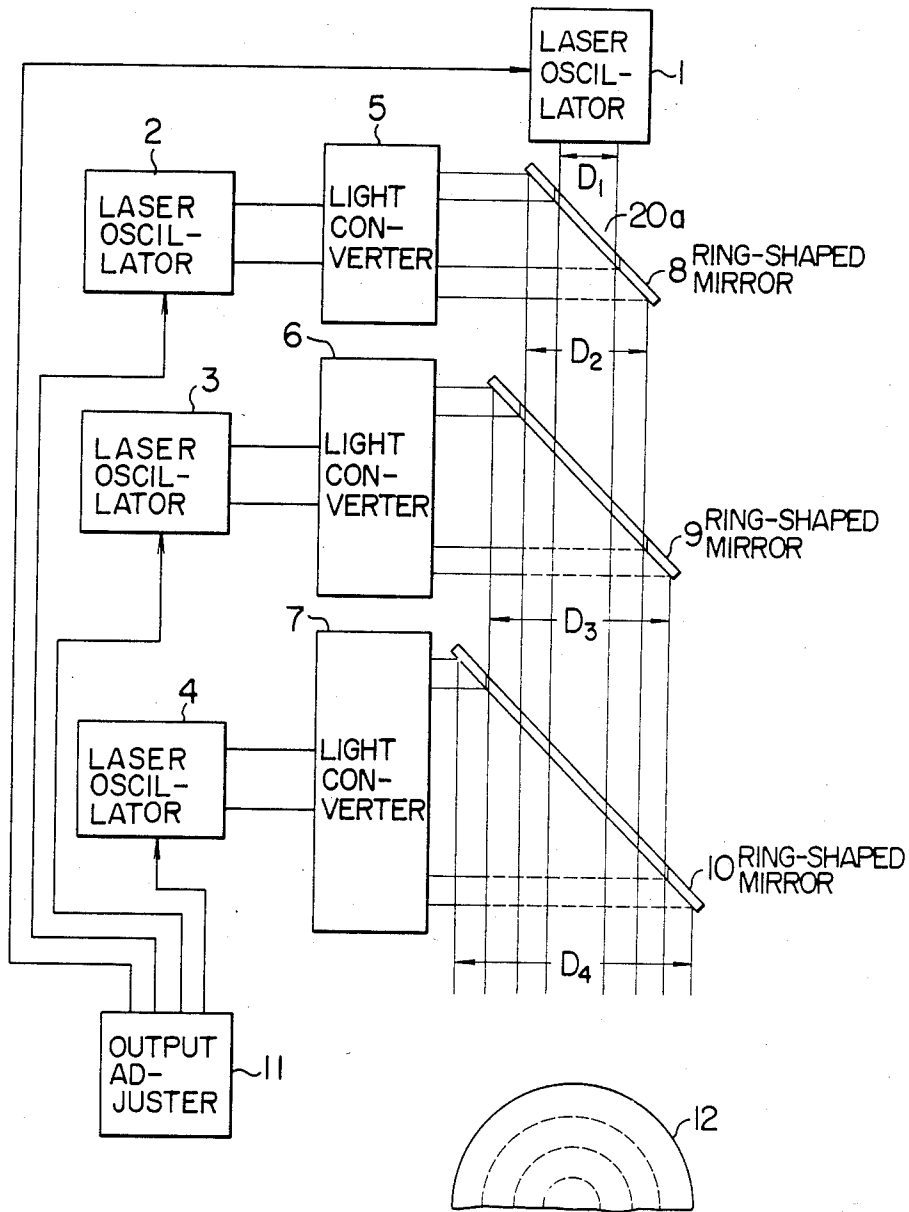 LASER
OSCIL-
LATOR
1
5
2
D1
LIGHT
CON-
VERTER
LASER
OSCIL-
LATOR
20a
8 RING-SHAPED
MIRROR
6
D2
3
LASER
OSCIL-
LATOR
LIGHT
CON-
VERTER
9 RING-SHAPED
MIRROR
7
D3
4
LASER
OSCIL-
LATOR
LIGHT
CON-
VERTER
10 RING-SHAPED
MIRROR
D4
OUTPUT
AD-
JUSTER
11
12